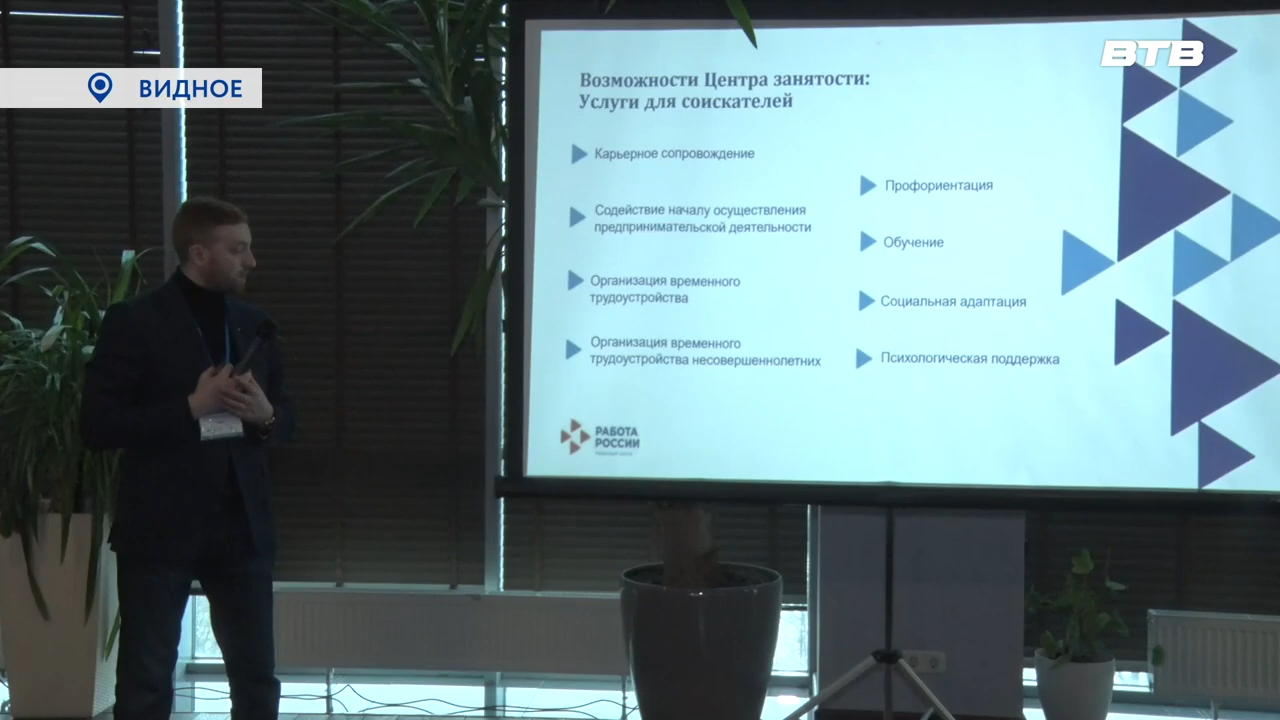 ВТВ
ВИДНОЕ
Возможности Центра занятости:
Услуги для соискателей
Карьерное сопровождение
Содействие началу осуществления
предпринимательской деятельности
Организация временного
трудоустройства
Организация временного
трудоустройства несовершеннолетних
Профориентация
Обучение
Социальная адаптация
Психологическая поддержка
РАБОТА
РОССИИ